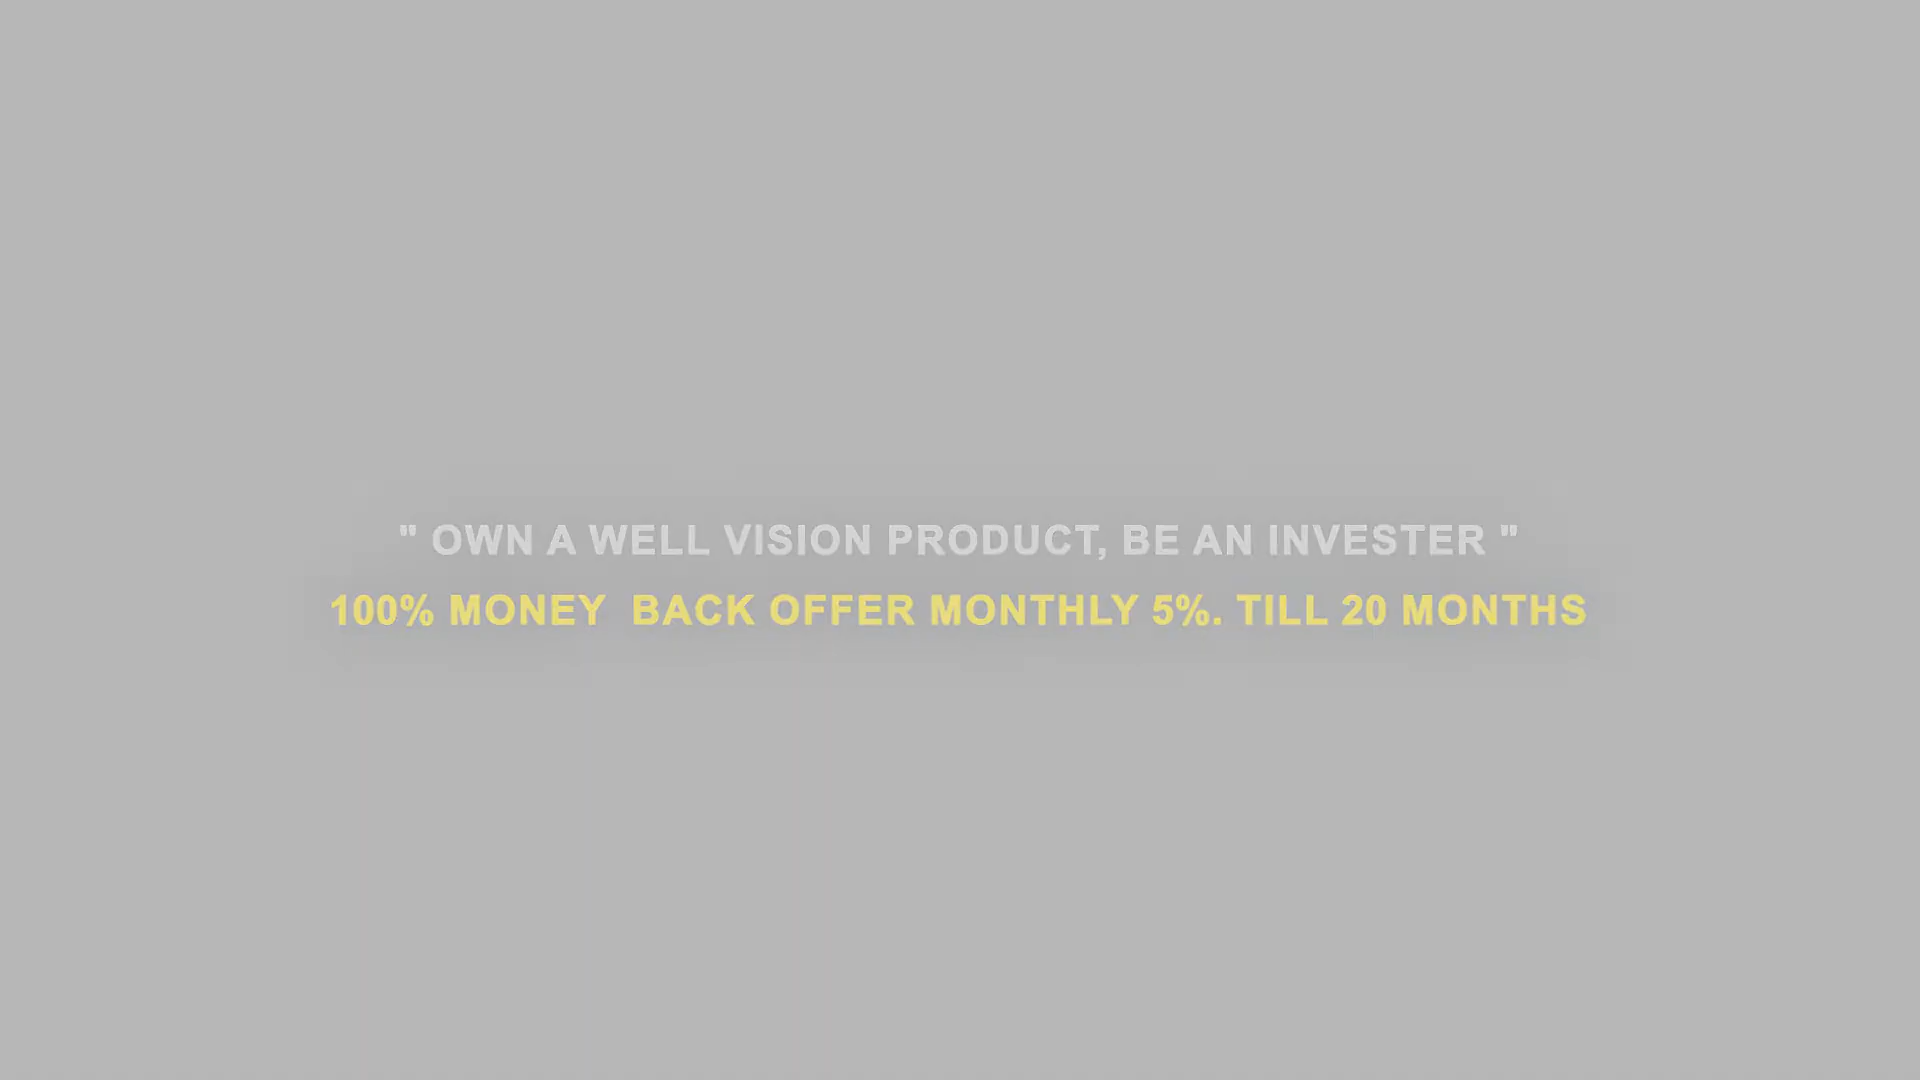 " OWN A WELL VISION PRODUCT, BE AN INVESTER "
100% MONEY  BACK OFFER MONTHLY 5%. TILL 20 MONTHS